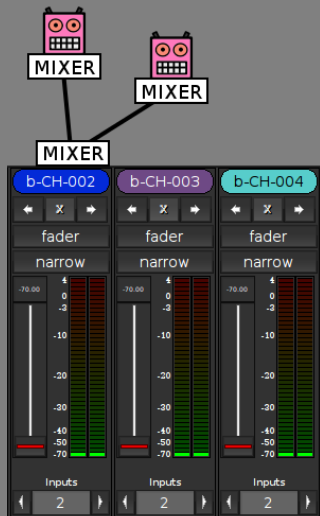 MIXER
MIXER
MIXER
b-CH-002 b-CH-003 b-CH-004
X X X
fader fader fader
narrow narrow narrow
-70.00 4 -70.00 4 -70.00 4
0 0 0
-3 -3 -3
-10 -10 -10
-20 -20 -20
-30 -30 -30
-40 -40 -40
-50 -50 -50
-70 -70 -70
Inputs Inputs Inputs
2 2 2